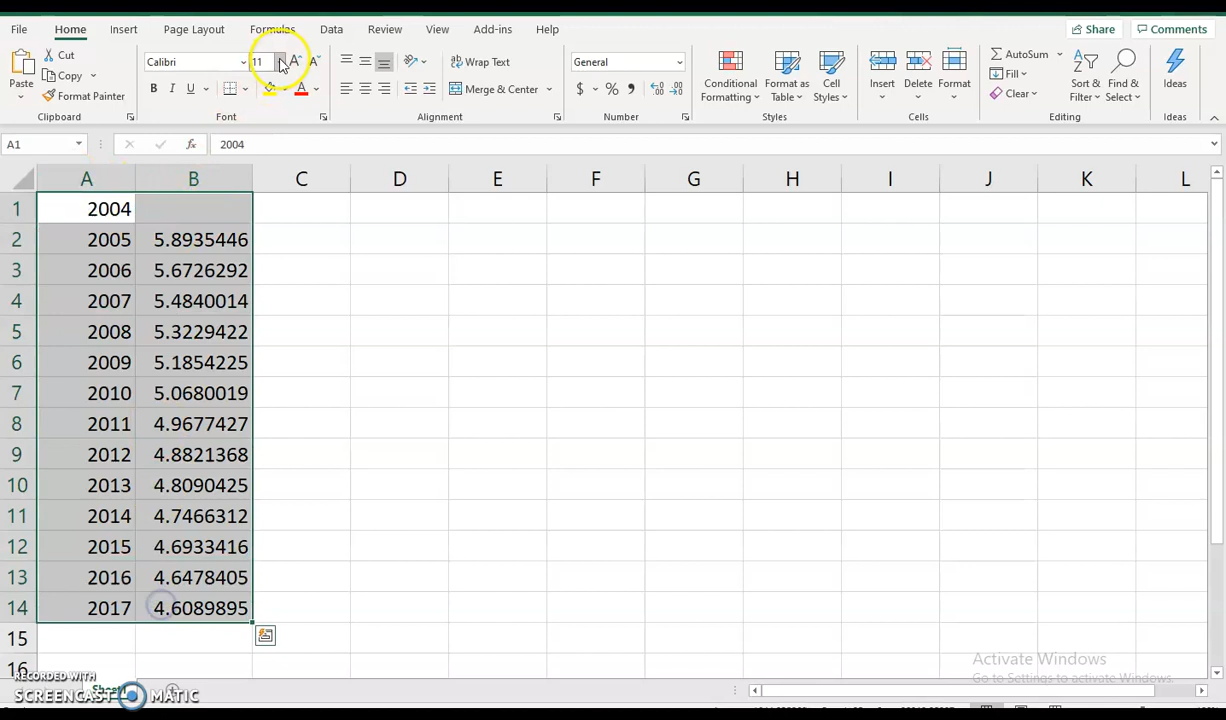 File Home Insert Page Layout Formulas Data Review View Add-ins Help Share Comments
Cut
Copy
Format Painter
Paste
Clipboard
Calibri 11 A A
B I U A
Font
Wrap Text
Merge & Center
Alignment
General
$ % ,
Number
Conditional Formatting
Format as Table
Cell Styles
Styles
Insert Delete Format
Cells
AutoSum
Fill
Clear
Sort & Filter
Find & Select
Editing
Ideas
Ideas
A1 fx 2004
A B C D E F G H I J K L
1 2004
2 2005 5.8935446
3 2006 5.6726292
4 2007 5.4840014
5 2008 5.3229422
6 2009 5.1854225
7 2010 5.0680019
8 2011 4.9677427
9 2012 4.8821368
10 2013 4.8090425
11 2014 4.7466312
12 2015 4.6933416
13 2016 4.6478405
14 2017 4.6089895
15
16
Activate Windows
Go to Settings to activate Windows.
RECORDED WITH
SCREENCAST MATIC